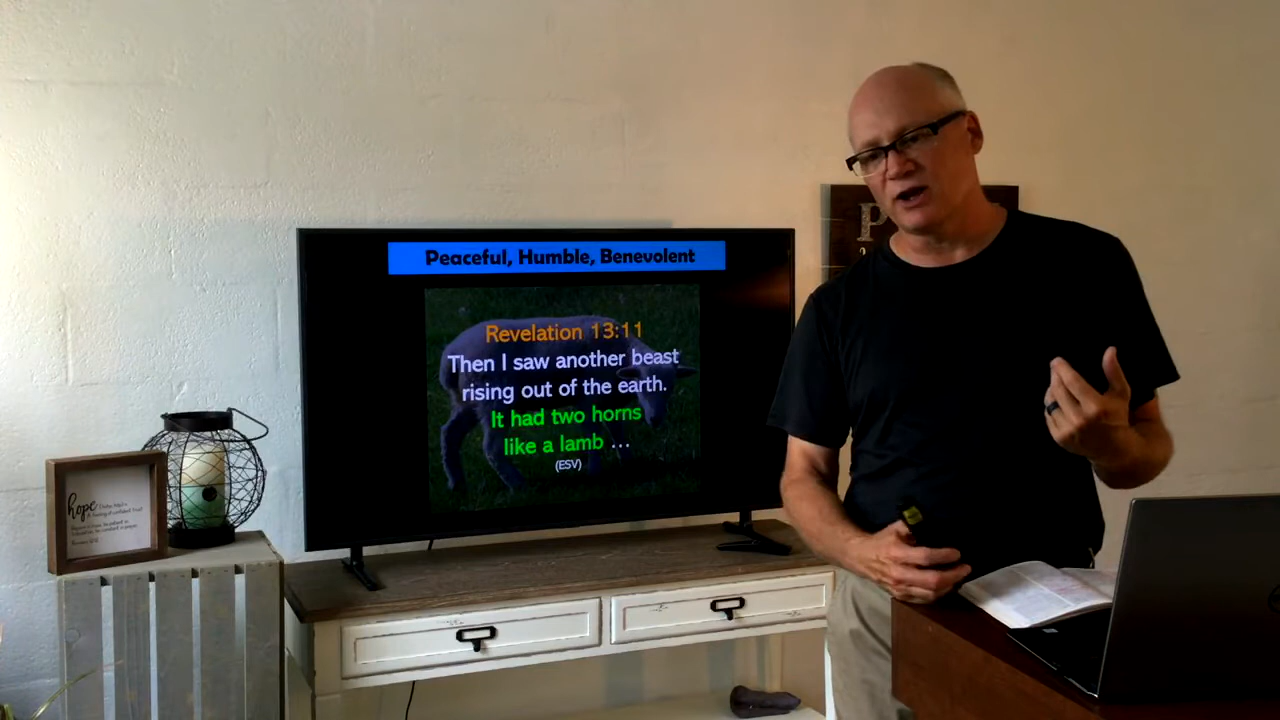 Peaceful, Humble, Benevolent
Revelation 13:11
Then I saw another beast
rising out of the earth.
It had two horns
like a lamb ...
(ESV)
hope
P